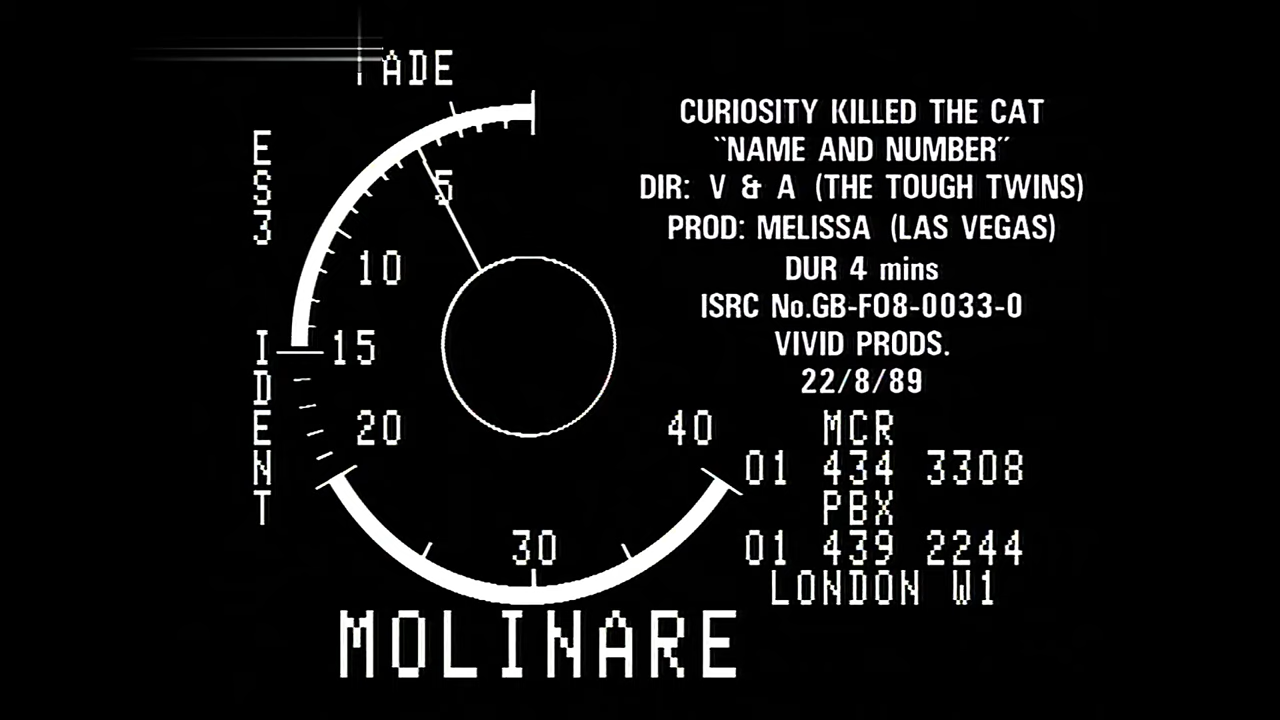 FADE
CURIOSITY KILLED THE CAT
"NAME AND NUMBER"
DIR: V & A (THE TOUGH TWINS)
PROD: MELISSA (LAS VEGAS)
DUR 4 mins
ISRC No.GB-F08-0033-0
VIVID PRODS.
22/8/89
MCR
01 434 3308
PBX
01 439 2244
LONDON W1
ES3
IDENT
5
10
15
20
30
40
MOLINARE